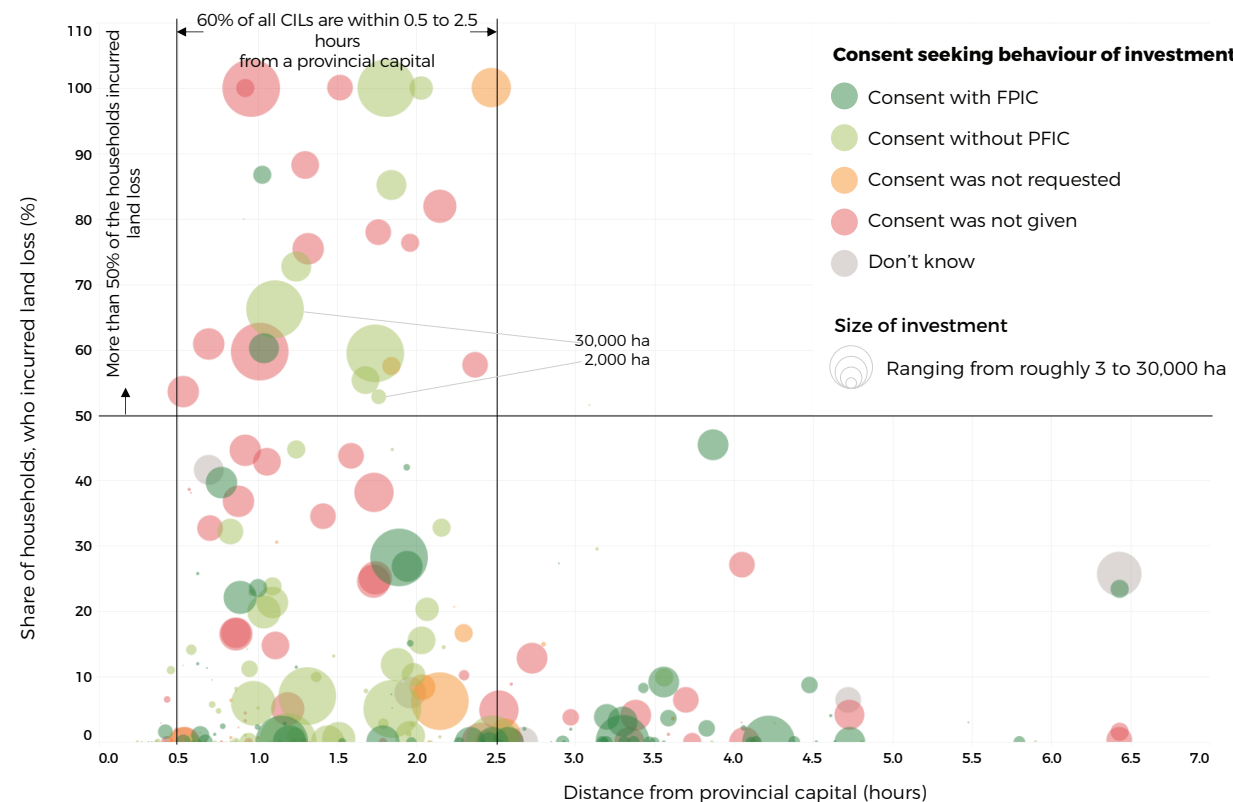 60% of all CILs are within 0.5 to 2.5
hours
from a provincial capital
More than 50% of the households incurred
land loss
Share of households, who incurred land loss (%)
110
100
90
80
70
60
50
40
30
20
10
0
0.0
0.5
1.0
1.5
2.0
2.5
3.0
3.5
4.0
4.5
5.0
5.5
6.0
6.5
7.0
Distance from provincial capital (hours)
30,000 ha
2,000 ha
Consent seeking behaviour of investment
Consent with FPIC
Consent without PFIC
Consent was not requested
Consent was not given
Don't know
Size of investment
Ranging from roughly 3 to 30,000 ha